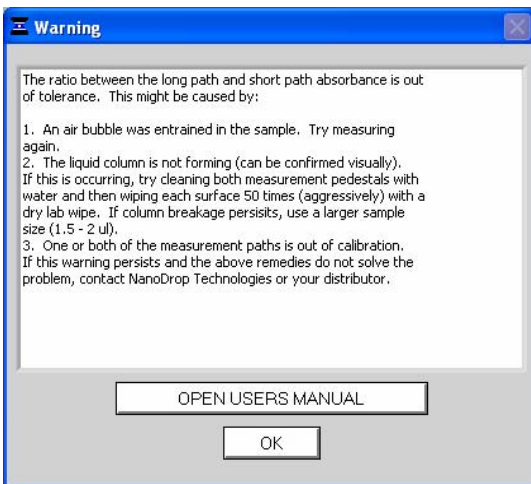 Warning
The ratio between the long path and short path absorbance is out
of tolerance. This might be caused by:
1. An air bubble was entrained in the sample. Try measuring
again.
2. The liquid column is not forming (can be confirmed visually).
If this is occurring, try cleaning both measurement pedestals with
water and then wiping each surface 50 times (aggressively) with a
dry lab wipe. If column breakage persisits, use a larger sample
size (1.5 - 2 ul).
3. One or both of the measurement paths is out of calibration.
If this warning persists and the above remedies do not solve the
problem, contact NanoDrop Technologies or your distributor.
OPEN USERS MANUAL
OK